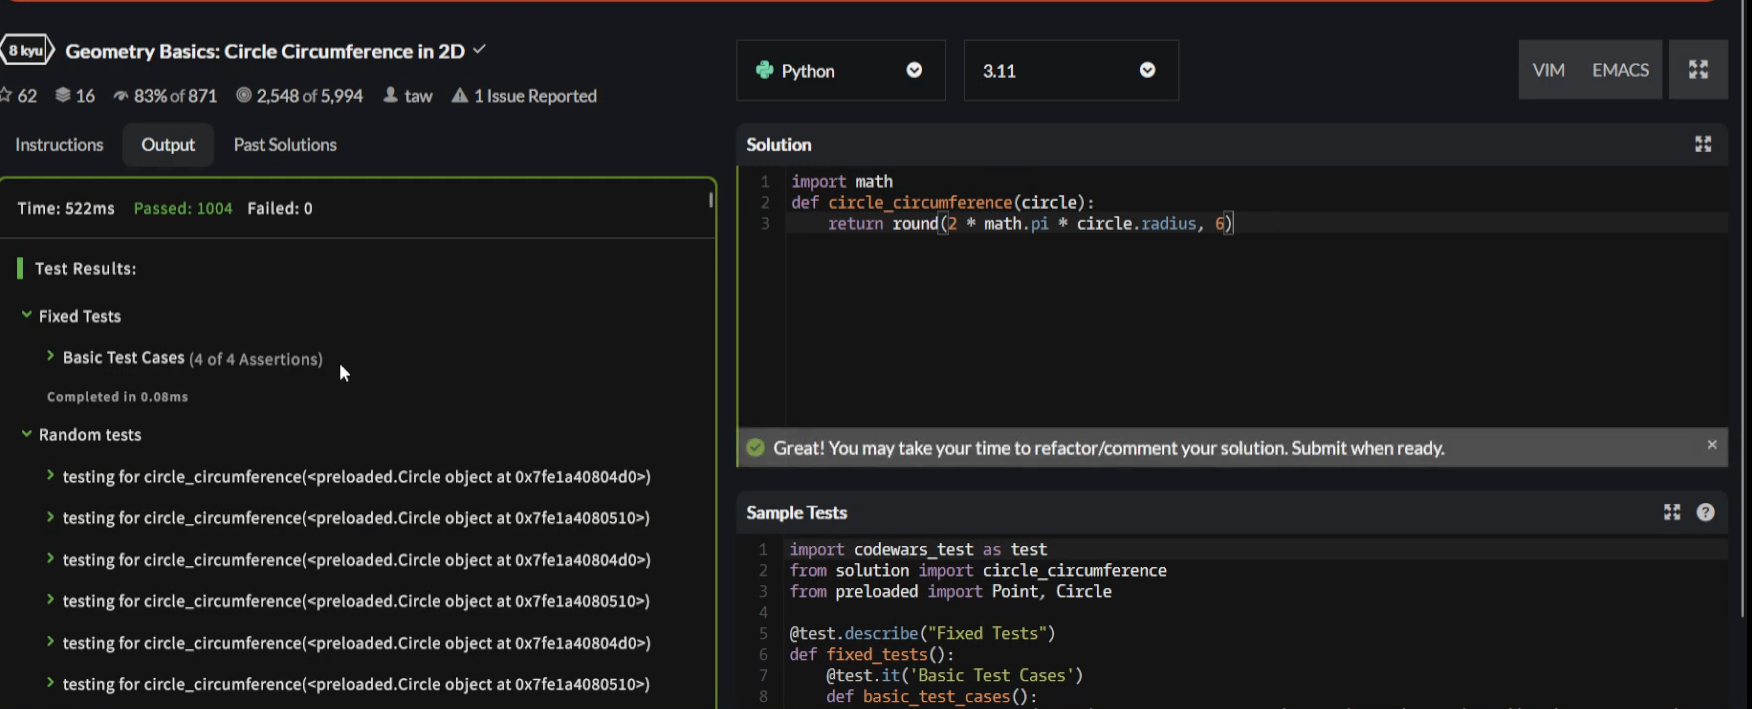 8 kyu Geometry Basics: Circle Circumference in 2D
62 16 83% of 871 2,548 of 5,994 taw 1 Issue Reported
Instructions Output Past Solutions
Time: 522ms Passed: 1004 Failed: 0
Test Results:
Fixed Tests
Basic Test Cases (4 of 4 Assertions)
Completed in 0.08ms
Random tests
testing for circle_circumference(<preloaded.Circle object at 0x7fe1a40804d0>)
testing for circle_circumference(<preloaded.Circle object at 0x7fe1a4080510>)
testing for circle_circumference(<preloaded.Circle object at 0x7fe1a40804d0>)
testing for circle_circumference(<preloaded.Circle object at 0x7fe1a4080510>)
testing for circle_circumference(<preloaded.Circle object at 0x7fe1a40804d0>)
testing for circle_circumference(<preloaded.Circle object at 0x7fe1a4080510>)
Python 3.11 VIM EMACS
Solution
1 import math
2 def circle_circumference(circle):
3 return round(2 * math.pi * circle.radius, 6)
Great! You may take your time to refactor/comment your solution. Submit when ready.
Sample Tests
1 import codewars_test as test
2 from solution import circle_circumference
3 from preloaded import Point, Circle
4
5 @test.describe("Fixed Tests")
6 def fixed_tests():
7 @test.it('Basic Test Cases')
8 def basic_test_cases():